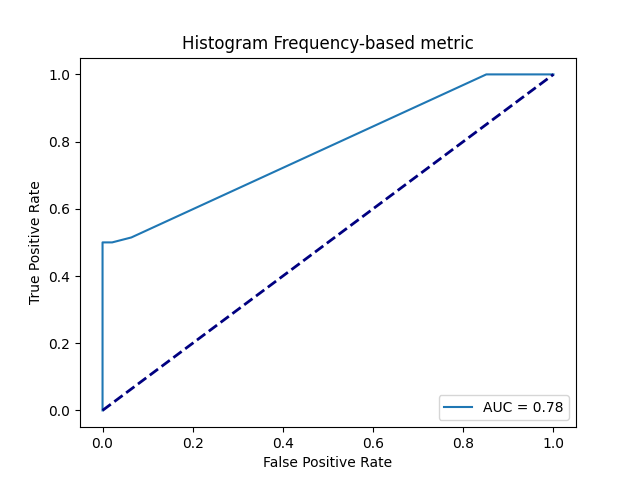 Histogram Frequency-based metric
True Positive Rate
1.0
0.8
0.6
0.4
0.2
0.0
AUC = 0.78
0.0 0.2 0.4 0.6 0.8 1.0
False Positive Rate